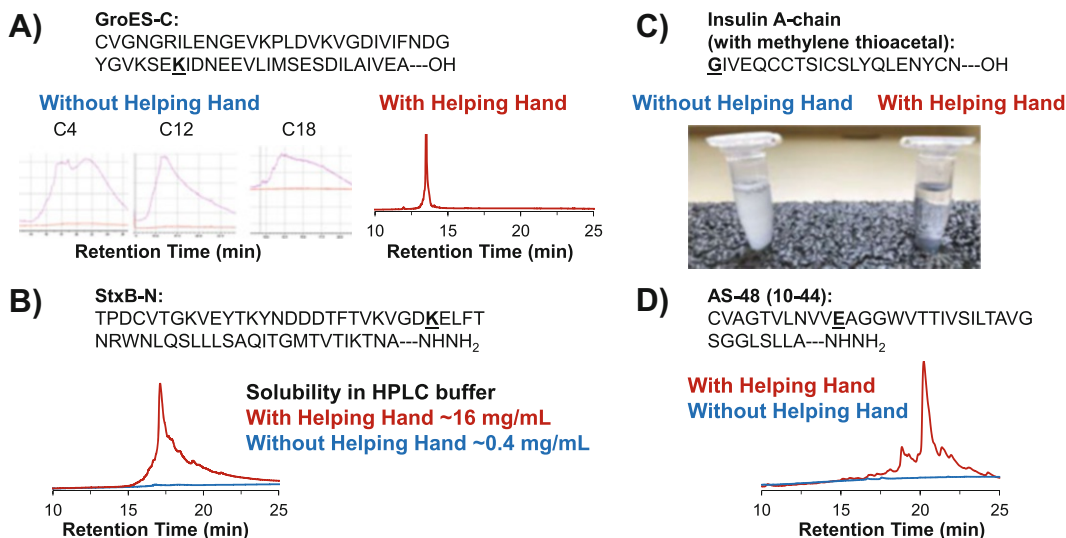 A)
GroES-C:
CVGNGRILENGEVKPLDVKVGDIVIFNDG
YGVKSEKIDNEEVLIMSESDILAIVEA---OH
Without Helping Hand
With Helping Hand
C4
C12
C18
10
15
20
25
Retention Time (min)
Retention Time (min)
B)
StxB-N:
TPDCVTGKVEYTKYNDDDTFTVKVGDKELFT
NRWNLQSLLLSAQITGMTVTIKTNA---NHNH₂
Solubility in HPLC buffer
With Helping Hand ~16 mg/mL
Without Helping Hand ~0.4 mg/mL
10
15
20
25
Retention Time (min)
C)
Insulin A-chain
(with methylene thioacetal):
GIVEQCCTSICSLYQLENYCN---OH
Without Helping Hand
With Helping Hand
D)
AS-48 (10-44):
CVAGTVLNVVEAGGWVTTIVSILTAVG
SGGLSLLA---NHNH₂
With Helping Hand
Without Helping Hand
10
15
20
25
Retention Time (min)